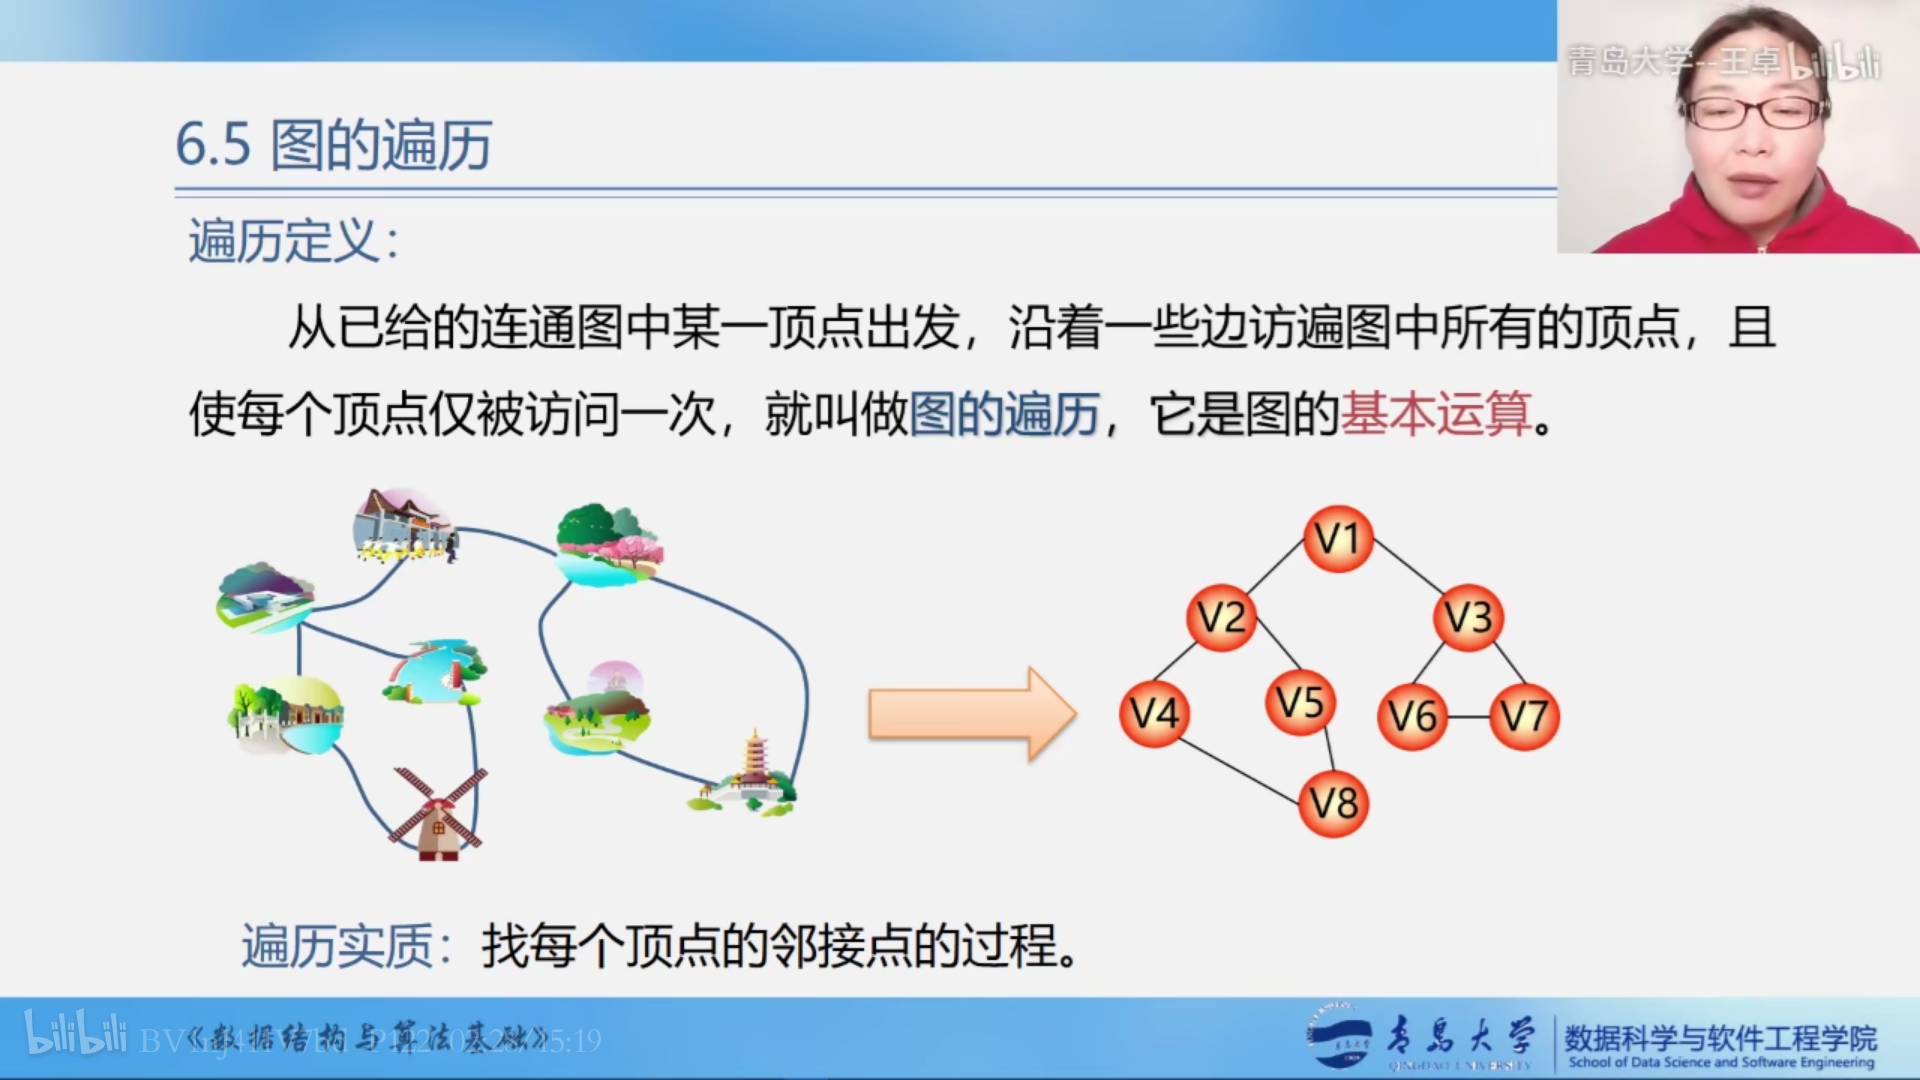 青岛大学--王卓 bilibili
6.5 图的遍历
遍历定义：
从已给的连通图中某一顶点出发，沿着一些边访遍图中所有的顶点，且
使每个顶点仅被访问一次，就叫做图的遍历，它是图的基本运算。
V1
V2
V3
V4
V5
V6
V7
V8
遍历实质：找每个顶点的邻接点的过程。
bilibili
《数据结构与算法基础》
15:19
青岛大学
QINGDAO UNIVERSITY
数据科学与软件工程学院
School of Data Science and Software Engineering